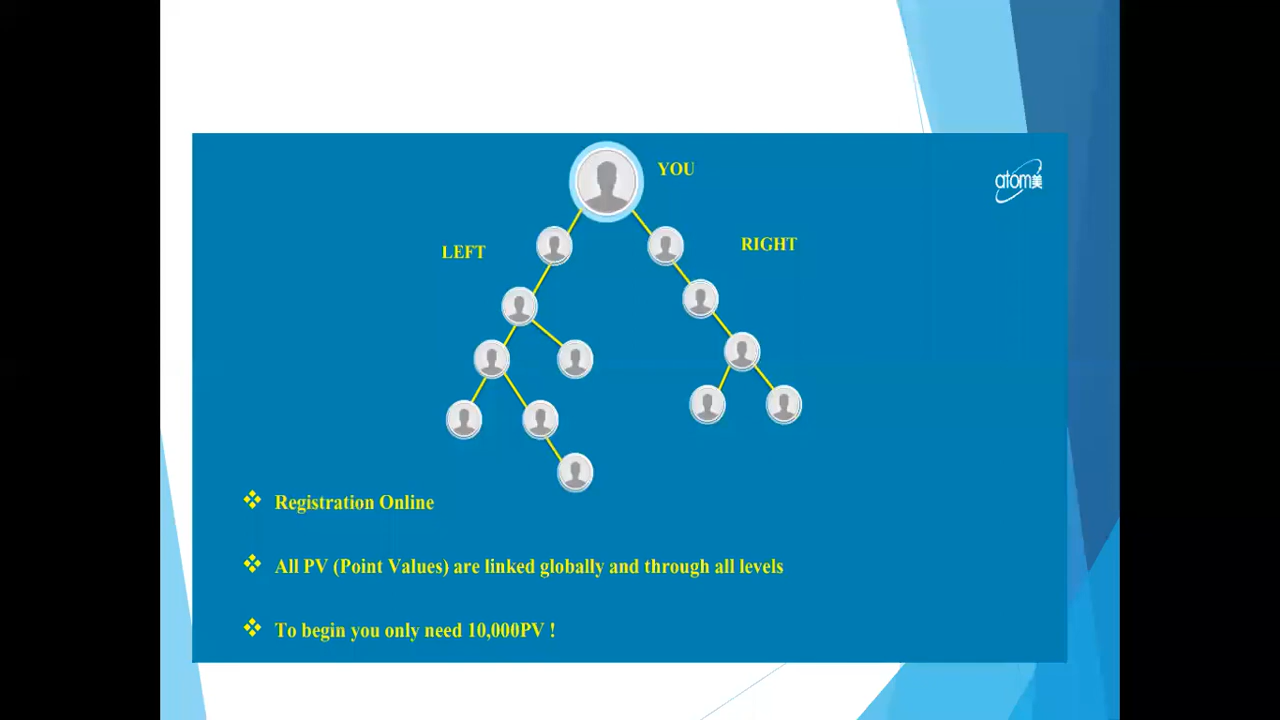 YOU
atom美
LEFT
RIGHT
Registration Online
All PV (Point Values) are linked globally and through all levels
To begin you only need 10,000PV !